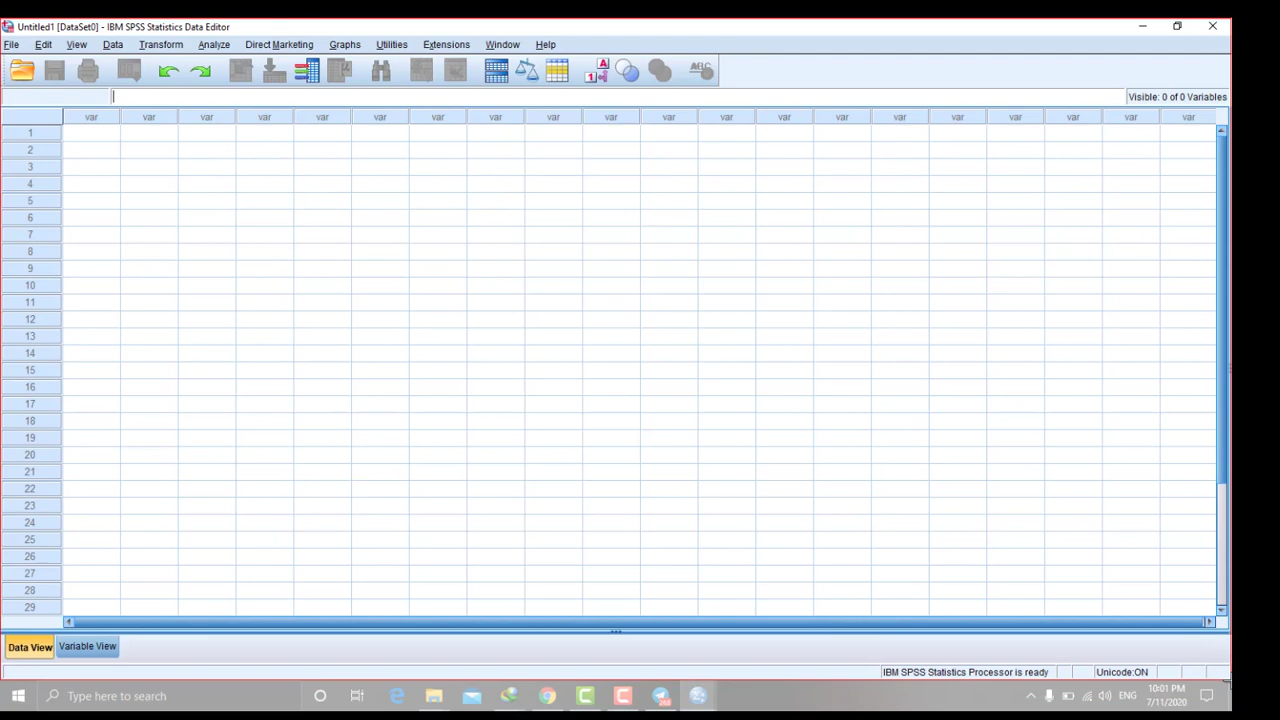 Untitled1 [DataSet0] - IBM SPSS Statistics Data Editor
File Edit View Data Transform Analyze Direct Marketing Graphs Utilities Extensions Window Help
A
1
ABC
Visible: 0 of 0 Variables
var var var var var var var var var var var var var var var var var var var var
1
2
3
4
5
6
7
8
9
10
11
12
13
14
15
16
17
18
19
20
21
22
23
24
25
26
27
28
29
Data View Variable View
IBM SPSS Statistics Processor is ready Unicode:ON
Type here to search
ENG
10:01 PM
7/11/2020